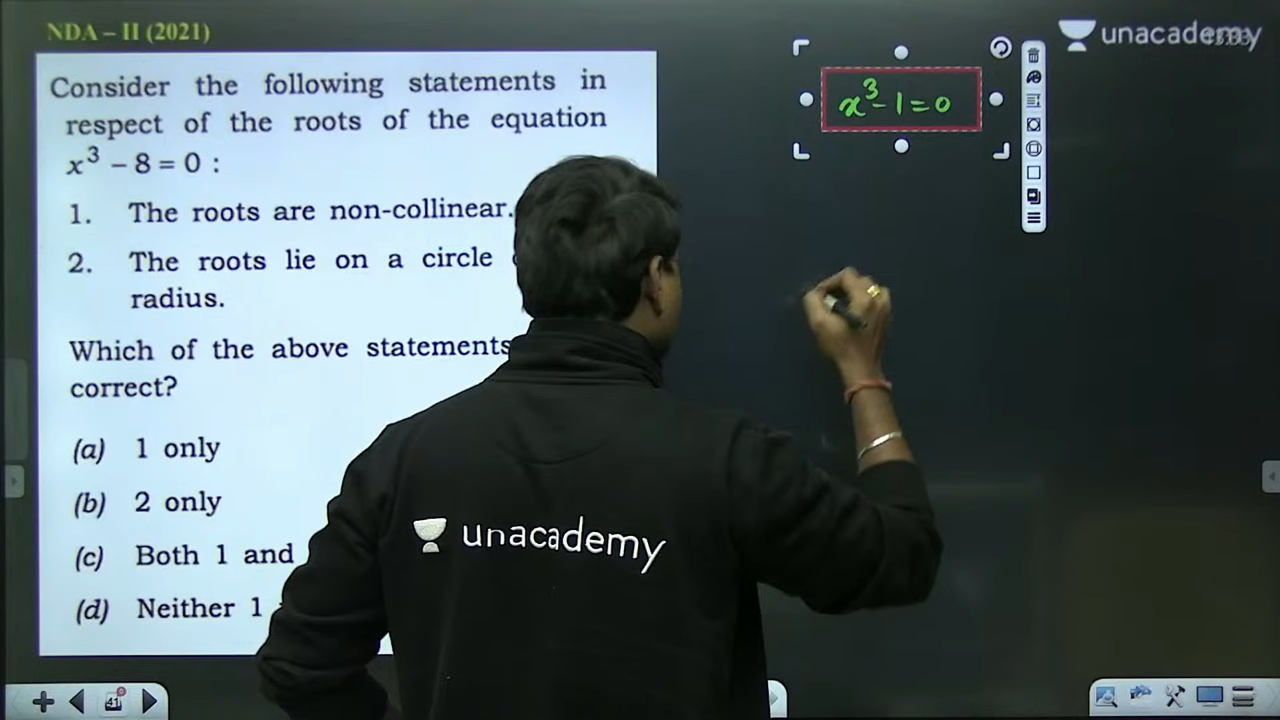 NDA – II (2021)
Consider the following statements in
respect of the roots of the equation
x³ − 8 = 0 :
1. The roots are non-collinear.
2. The roots lie on a circle
radius.
Which of the above statements
correct?
(a) 1 only
(b) 2 only
(c) Both 1 and
(d) Neither 1
x³ - 1 = 0
unacademy
unacademy
41